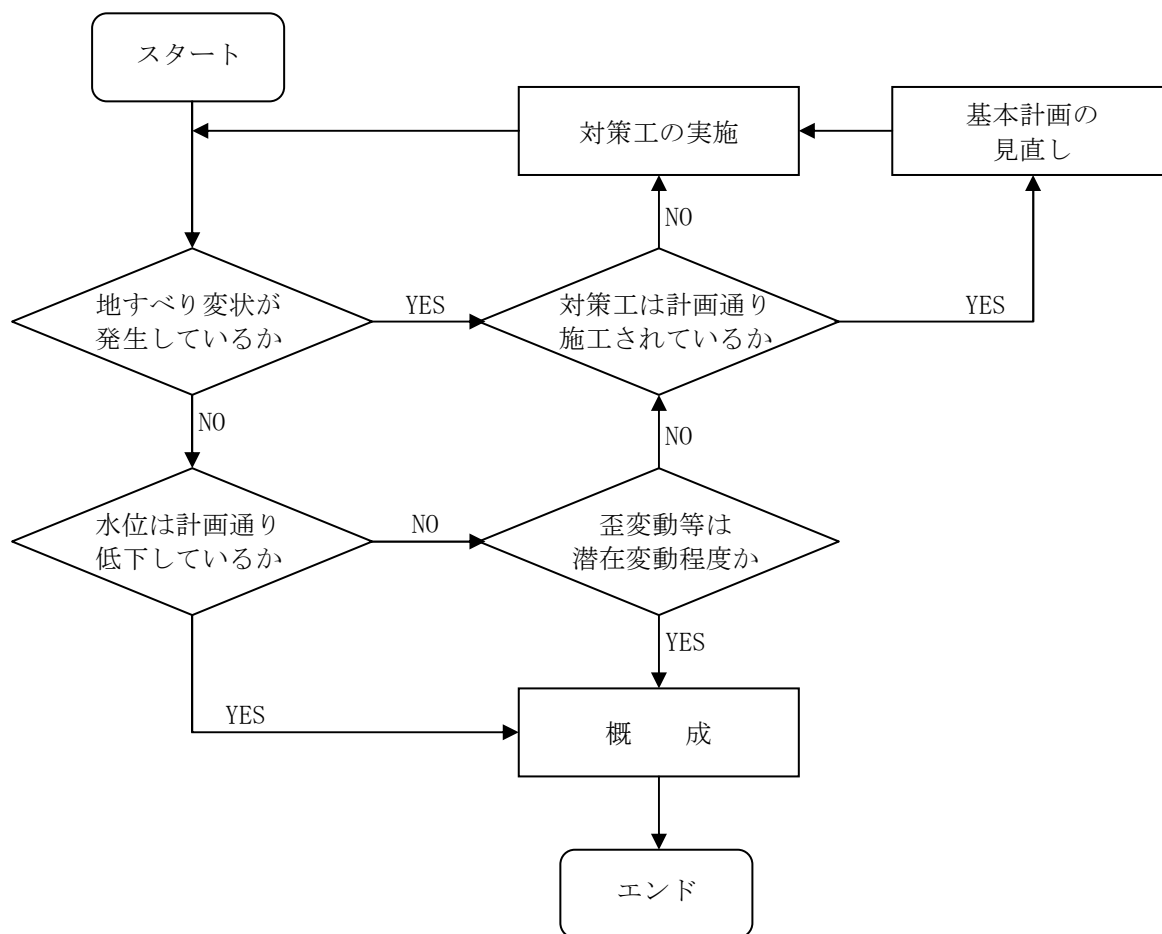 スタート
対策工の実施
基本計画の
見直し
NO
地すべり変状が
発生しているか
YES
対策工は計画通り
施工されているか
YES
NO
NO
水位は計画通り
低下しているか
NO
歪変動等は
潜在変動程度か
YES
YES
概　　成
エンド